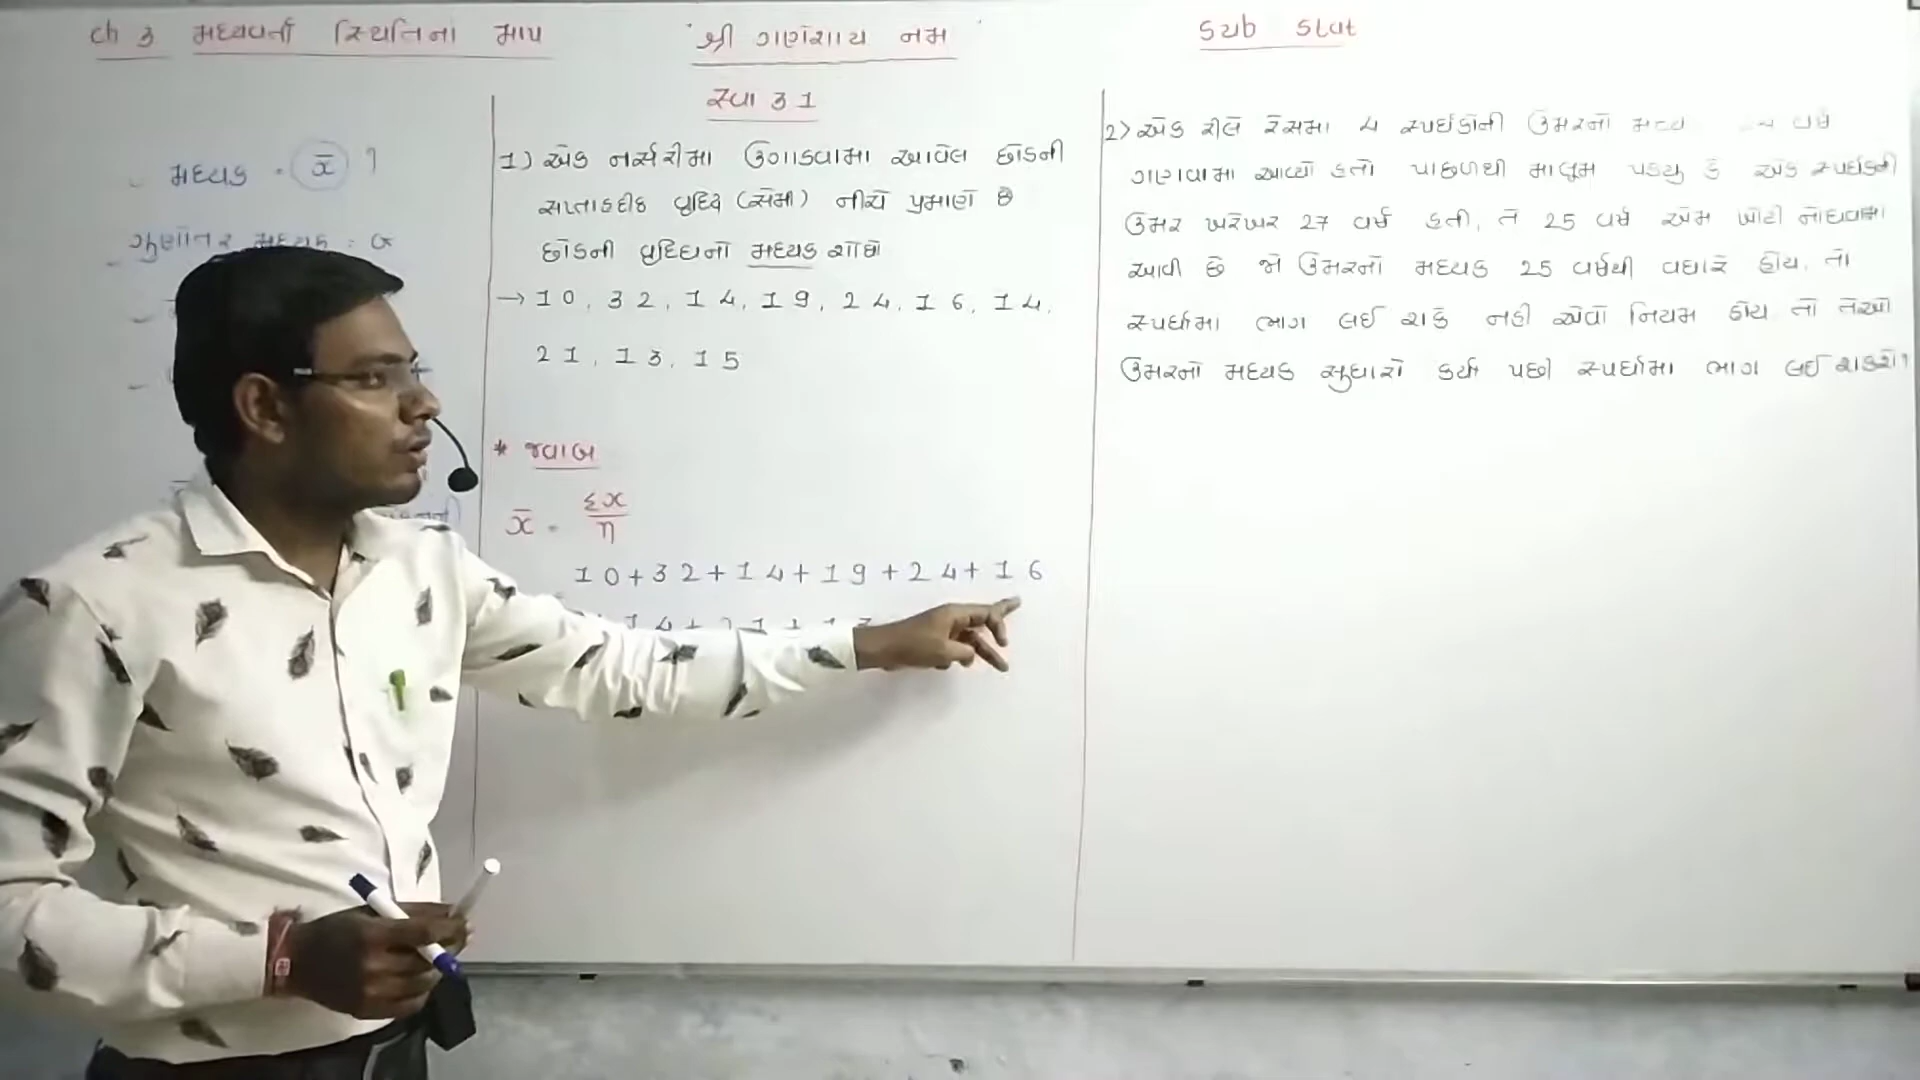 ch 3 મધ્યવર્તી સ્થિતિના માપ
શ્રી ગણેશાય નમ
Sub Stat
સ્વા 3 1
મધ્યક = x̄ ?
ગુણોત્તર મધ્યક : G
1) એક નર્સરીમા ઉગાડવામા આવેલ છોડની
સપ્તાહદીઠ વૃદ્ધિ (સેમી) નીચે પ્રમાણે છે
છોડની વૃદ્ધિનો મધ્યક શોધો
→ 10, 32, 14, 19, 24, 16, 14,
21, 13, 15
* જવાબ
x̄ = Σx/n
10+32+14+19+24+16
2) એક રીલે રેસમા 4 સ્પર્ધકોની ઉંમરનો વર્ષ
ગણવામા આવ્યો હતો પાછળથી માલુમ પડ્યુ કે એક સ્પર્ધકની
ઉંમર ખરેખર 27 વર્ષ હતી, તે 25 વર્ષ એમ ખોટી નોંધવામા
આવી છે જો ઉંમરનો મધ્યક 25 વર્ષથી વધારે હોય, તો
સ્પર્ધામા ભાગ લઈ શકે નહી એવો નિયમ હોય તો તેઓ
ઉંમરનો મધ્યક સુધારો કર્યા પછી સ્પર્ધામા ભાગ લઈ શકશે?